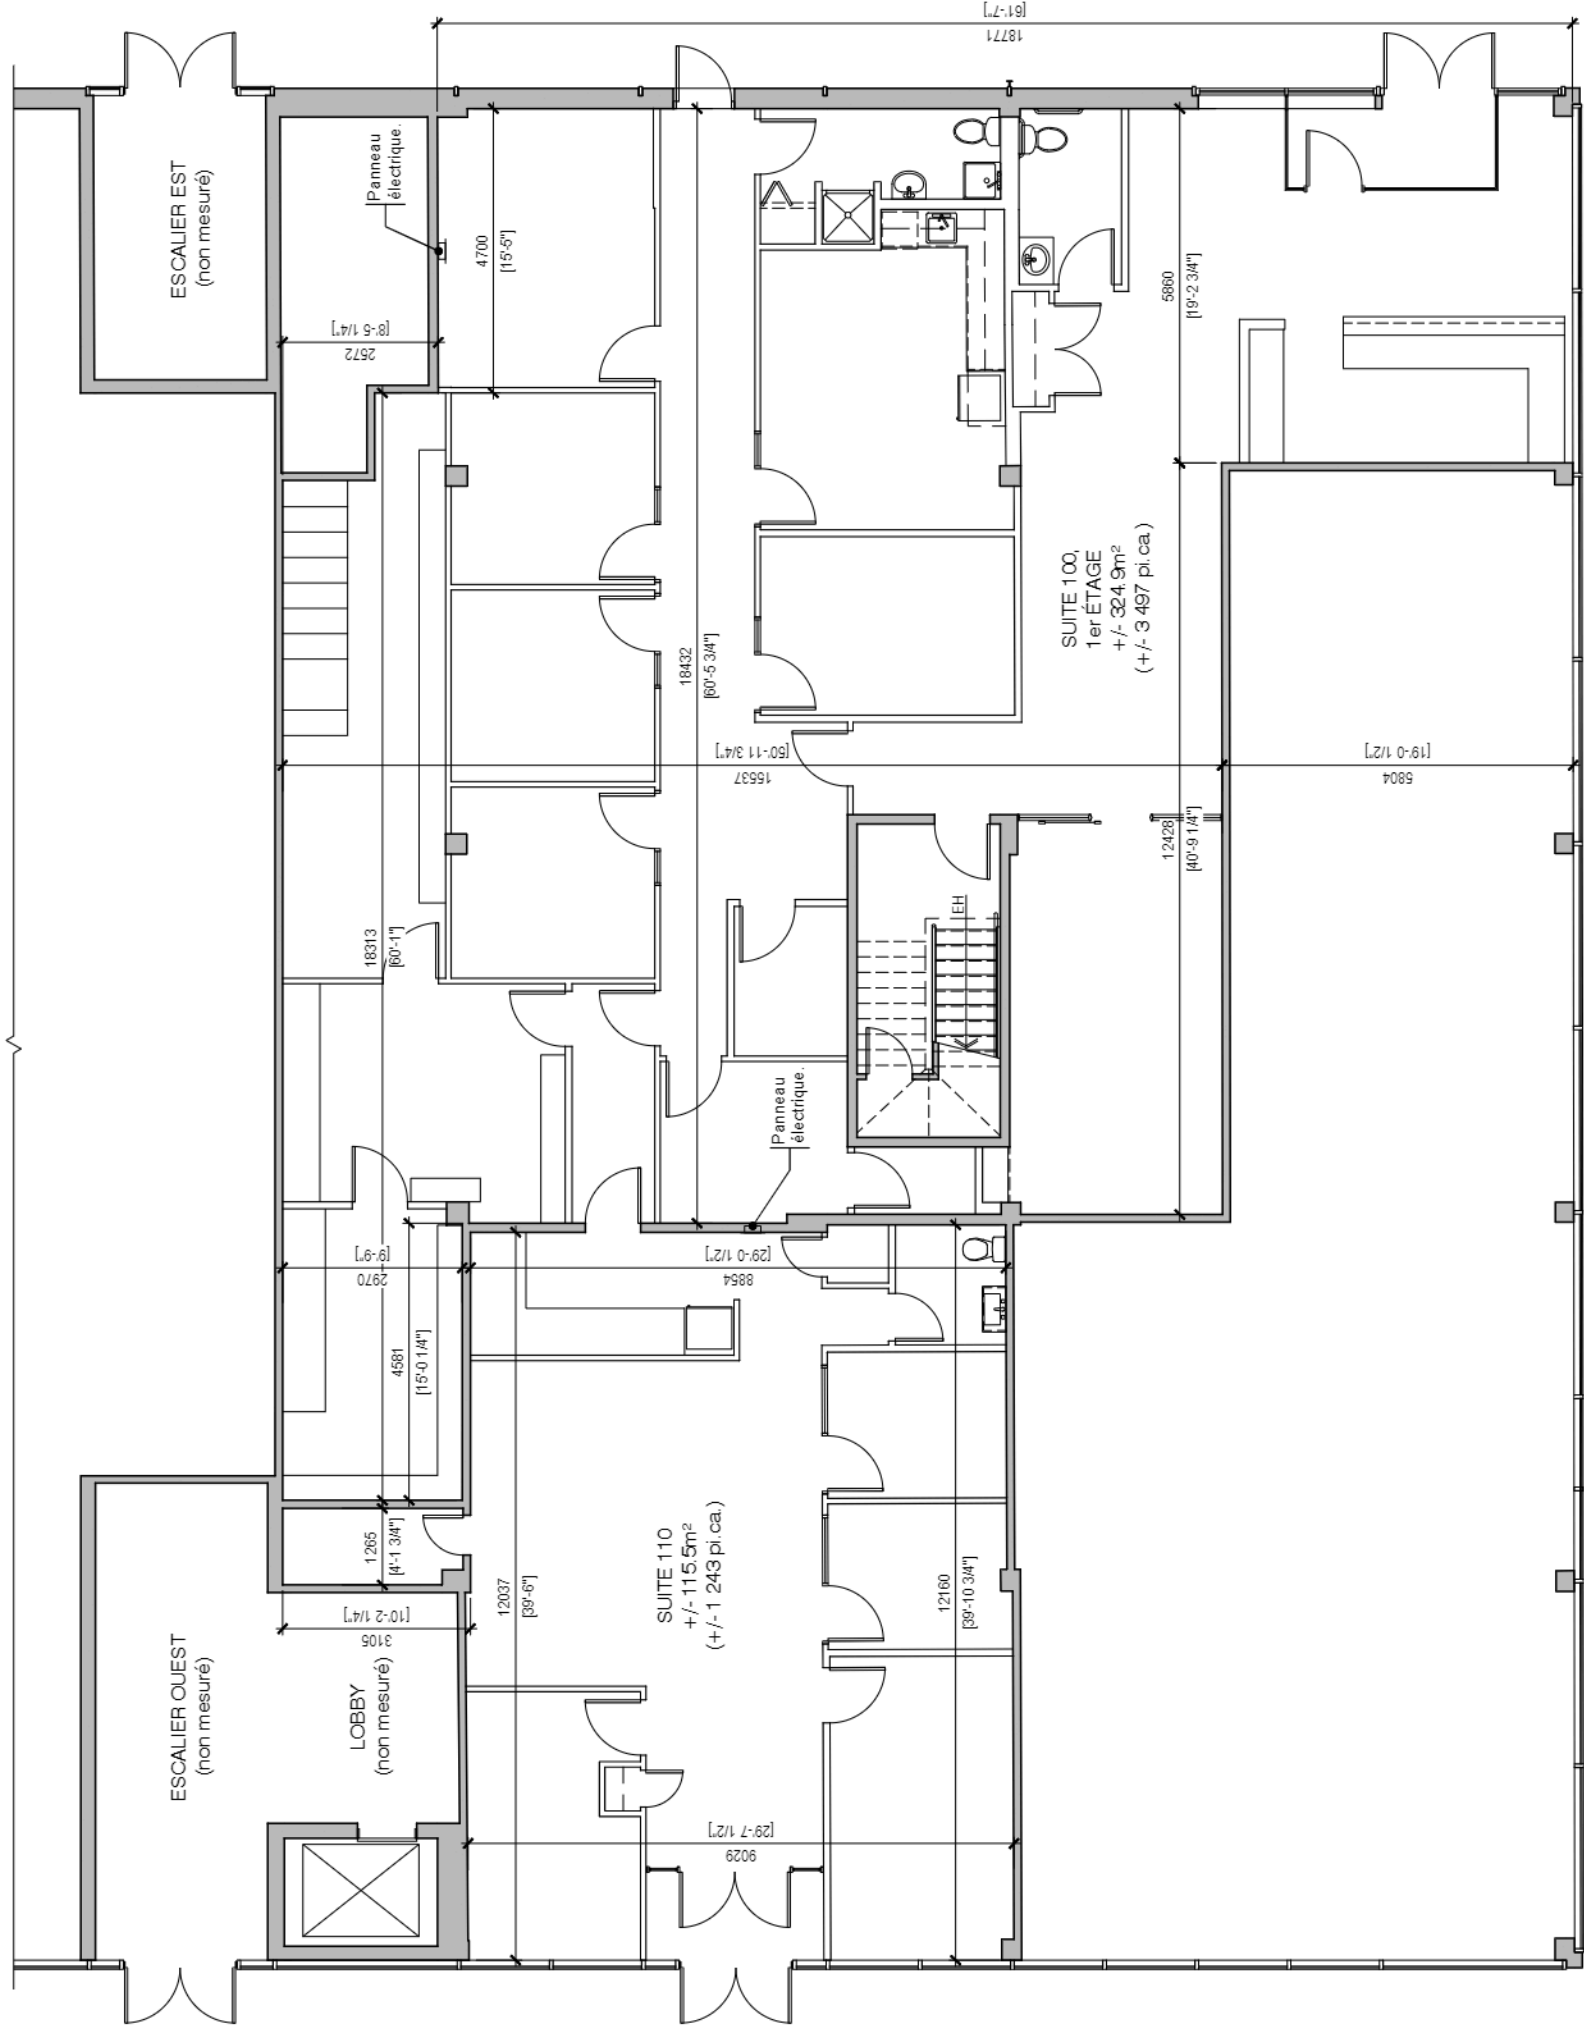 18771
[61'-7"]
ESCALIER EST
(non mesuré)
Panneau
électrique.
2572
[8'-5 1/4"]
4700
[15'-5"]
5860
[19'-2 3/4"]
SUITE 100,
1er ÉTAGE
+/- 324.9m²
(+/- 3 497 pi.ca.)
18432
[60'-5 3/4"]
15537
[50'-11 3/4"]
5804
[19'-0 1/2"]
12428
[40'-9 1/4"]
18313
[60'-1"]
EH
Panneau
électrique.
2970
[9'-9"]
8854
[29'-0 1/2"]
4581
[15'-0 1/4"]
1265
[4'-1 3/4"]
3105
[10'-2 1/4"]
12037
[39'-6"]
SUITE 110
+/- 115.5m²
(+/- 1 243 pi.ca.)
12160
[39'-10 3/4"]
ESCALIER OUEST
(non mesuré)
LOBBY
(non mesuré)
9029
[29'-7 1/2"]